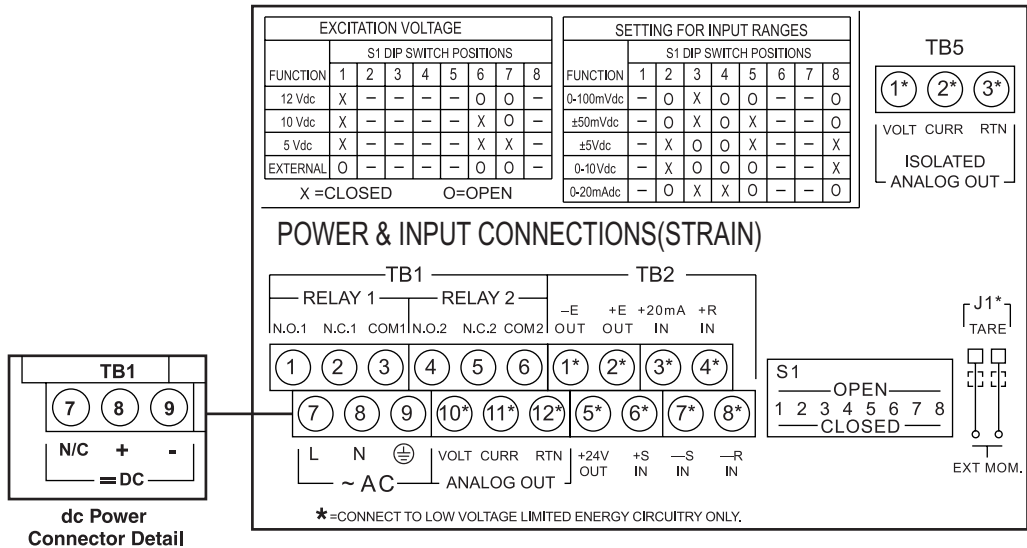 EXCITATION VOLTAGE
S1 DIP SWITCH POSITIONS
FUNCTION 1 2 3 4 5 6 7 8
12 Vdc X – – – – O O –
10 Vdc X – – – – X O –
5 Vdc X – – – – X X –
EXTERNAL O – – – – O O –
X =CLOSED O=OPEN
SETTING FOR INPUT RANGES
S1 DIP SWITCH POSITIONS
FUNCTION 1 2 3 4 5 6 7 8
0-100mVdc – O X O O – – O
±50mVdc – O X O X – – O
±5Vdc – X O O X – – X
0-10Vdc – X O O O – – X
0-20mAdc – O X X O – – O
TB5
1* 2* 3*
VOLT CURR RTN
ISOLATED
ANALOG OUT
POWER & INPUT CONNECTIONS(STRAIN)
TB1 TB2
RELAY 1 RELAY 2
–E +E +20mA +R
N.O.1 N.C.1 COM1 N.O.2 N.C.2 COM2 OUT OUT IN IN
1 2 3 4 5 6 1* 2* 3* 4*
7 8 9 10* 11* 12* 5* 6* 7* 8*
L N VOLT CURR RTN +24V +S —S —R
OUT IN IN IN
~ AC ANALOG OUT
*=CONNECT TO LOW VOLTAGE LIMITED ENERGY CIRCUITRY ONLY.
S1
OPEN
1 2 3 4 5 6 7 8
CLOSED
J1*
TARE
EXT MOM.
TB1
7 8 9
N/C + -
DC
dc Power
Connector Detail